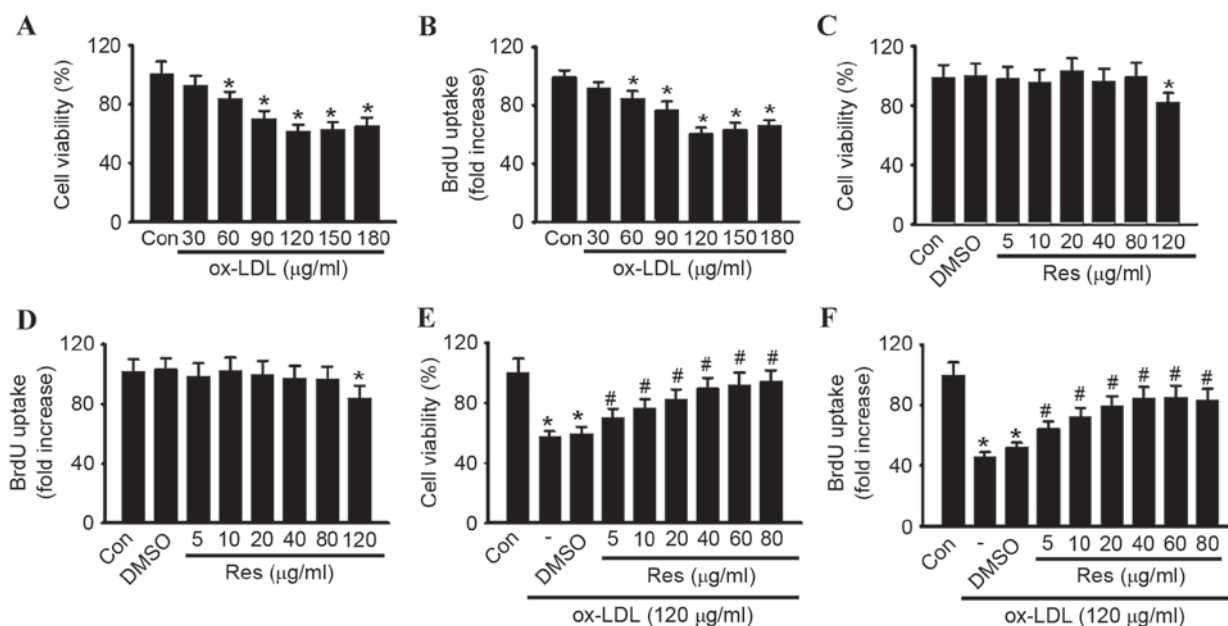 A
Cell viability (%)
120
80
40
0
*
*
*
*
*
Con 30 60 90 120 150 180
ox-LDL (μg/ml)
B
BrdU uptake
(fold increase)
120
80
40
0
*
*
*
*
*
Con 30 60 90 120 150 180
ox-LDL (μg/ml)
C
Cell viability (%)
120
80
40
0
*
Con DMSO 5 10 20 40 80 120
Res (μg/ml)
D
BrdU uptake
(fold increase)
120
80
40
0
*
Con DMSO 5 10 20 40 80 120
Res (μg/ml)
E
Cell viability (%)
120
80
40
0
*
*
#
#
#
#
#
#
Con - DMSO 5 10 20 40 60 80
Res (μg/ml)
ox-LDL (120 μg/ml)
F
BrdU uptake
(fold increase)
120
80
40
0
*
*
#
#
#
#
#
#
Con - DMSO 5 10 20 40 60 80
Res (μg/ml)
ox-LDL (120 μg/ml)